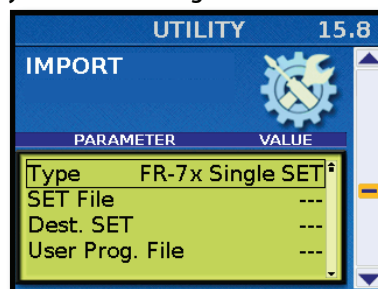 UTILITY 15.8
IMPORT
PARAMETER VALUE
Type FR-7x Single SET
SET File ---
Dest. SET ---
User Prog. File ---